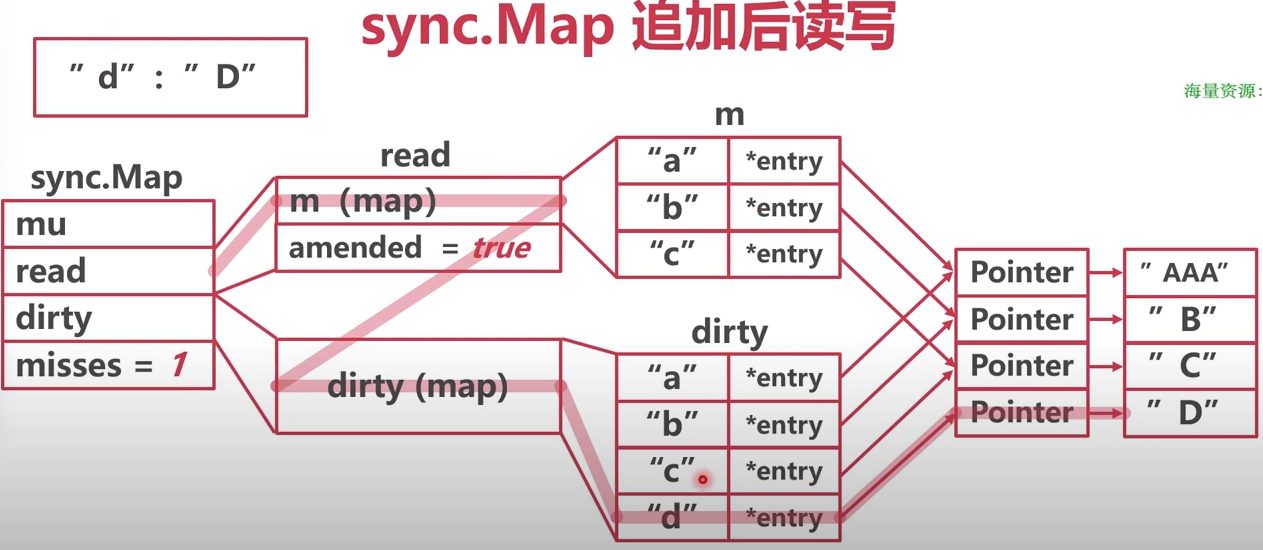 sync.Map 追加后读写
” d” : ” D”
海量资源:
sync.Map
mu
read
dirty
misses = 1
read
m (map)
amended = true
dirty (map)
m
“a” *entry
“b” *entry
“c” *entry
dirty
“a” *entry
“b” *entry
“c” *entry
“d” *entry
Pointer ” AAA”
Pointer ” B”
Pointer ” C”
Pointer ” D”